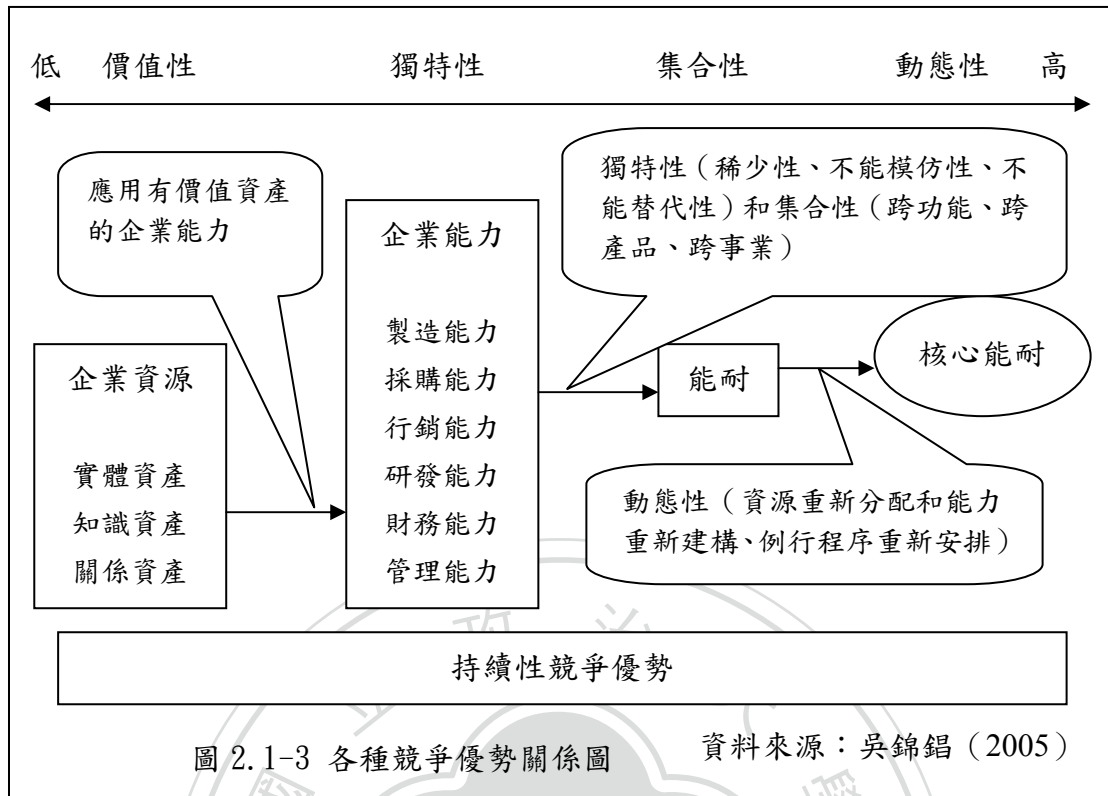 低 價值性 獨特性 集合性 動態性 高
應用有價值資產
的企業能力
獨特性（稀少性、不能模仿性、不
能替代性）和集合性（跨功能、跨
產品、跨事業）
企業資源
實體資產
知識資產
關係資產
企業能力
製造能力
採購能力
行銷能力
研發能力
財務能力
管理能力
能耐
核心能耐
動態性（資源重新分配和能力
重新建構、例行程序重新安排）
持續性競爭優勢
圖 2.1-3 各種競爭優勢關係圖 資料來源：吳錦錩（2005）
政 治
立